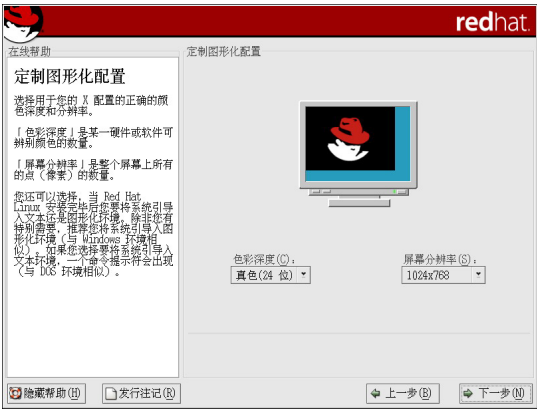 redhat.
在线帮助
定制图形化配置
选择用于您的 X 配置的正确的颜
色深度和分辨率。
「色彩深度」是某一硬件或软件可
辨别颜色的数量。
「屏幕分辨率」是整个屏幕上所有
的点（像素）的数量。
您还可以选择，当 Red Hat
Linux 安装完毕后您要将系统引导
入文本还是图形化环境。除非您有
特别需要，推荐您将系统引导入图
形化环境（与 Windows 环境相
似）。如果您选择要将系统引导入
文本环境，一个命令提示符会出现
（与 DOS 环境相似）。
定制图形化配置
色彩深度(C)：
真色(24 位)
屏幕分辨率(S)：
1024x768
隐藏帮助(H)
发行注记(R)
上一步(B)
下一步(N)